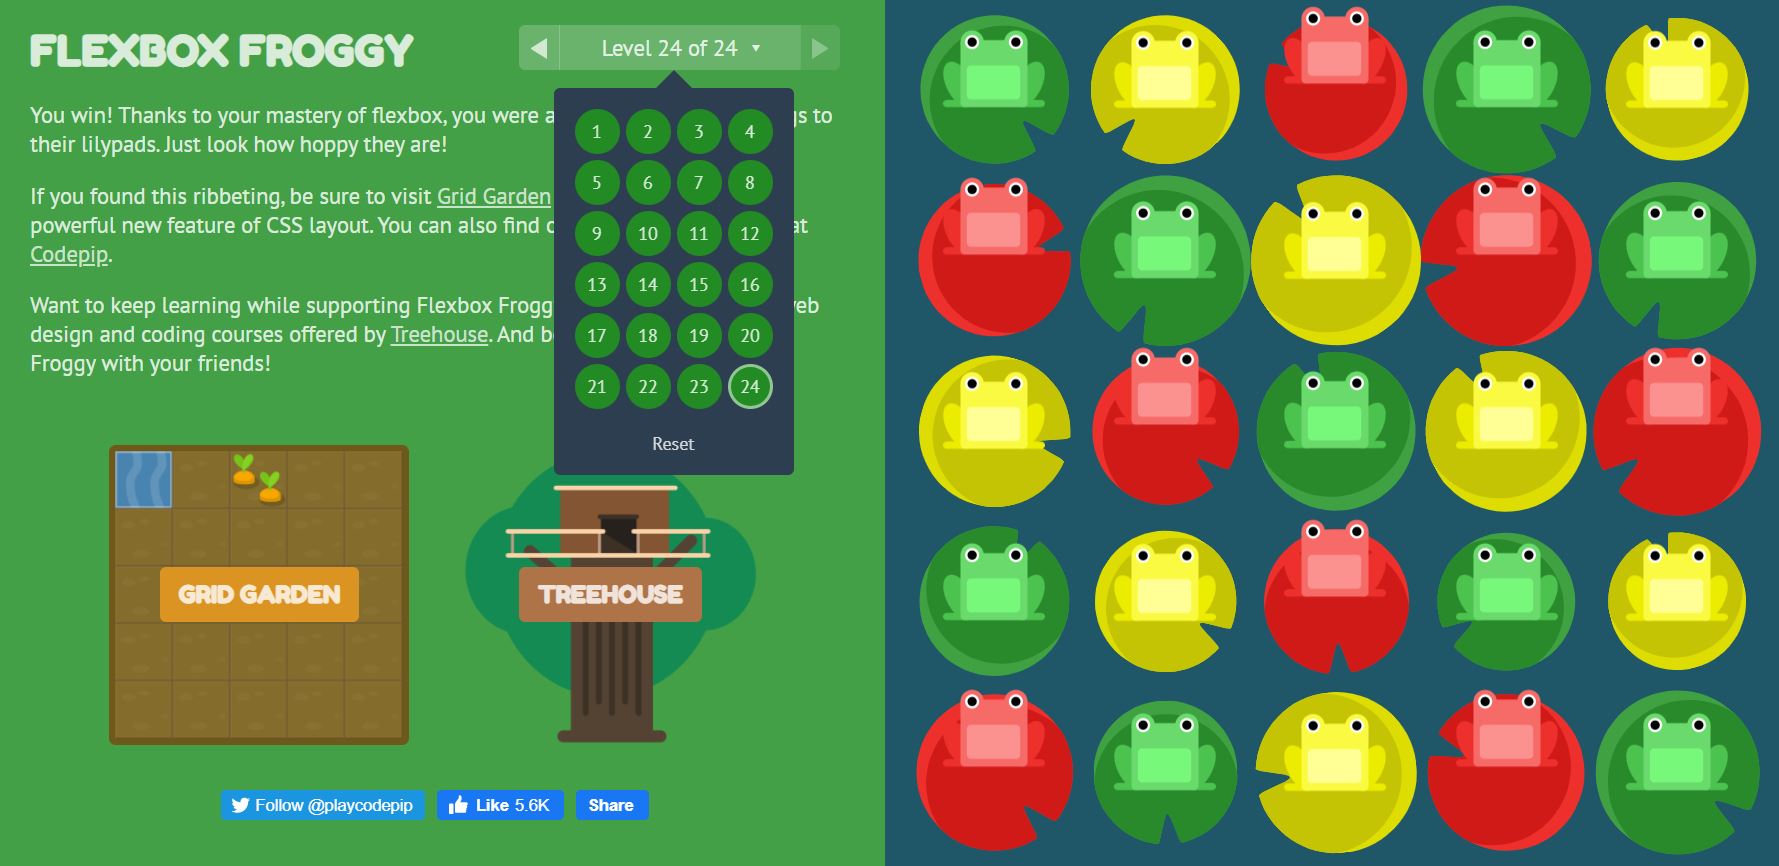 FLEXBOX FROGGY
Level 24 of 24
You win! Thanks to your mastery of flexbox, you were a gs to
their lilypads. Just look how hoppy they are!
If you found this ribbeting, be sure to visit Grid Garden
powerful new feature of CSS layout. You can also find o at
Codepip.
Want to keep learning while supporting Flexbox Frogg eb
design and coding courses offered by Treehouse. And b
Froggy with your friends!
1 2 3 4
5 6 7 8
9 10 11 12
13 14 15 16
17 18 19 20
21 22 23 24
Reset
GRID GARDEN
TREEHOUSE
Follow @playcodepip
Like 5.6K
Share